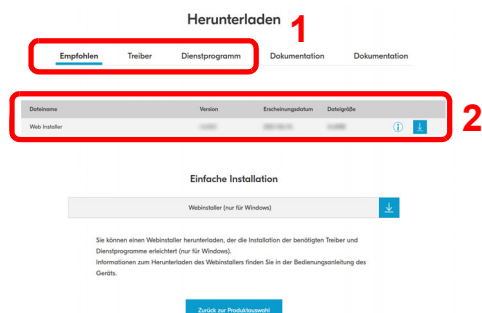 Herunterladen
1
Empfohlen Treiber Dienstprogramm Dokumentation Dokumentation
Dateiname Version Erscheinungsdatum Dateigröße
Web Installer
2
Einfache Installation
Webinstaller (nur für Windows)
Sie können einen Webinstaller herunterladen, der die Installation der benötigten Treiber und
Dienstprogramme erleichtert (nur für Windows).
Informationen zum Herunterladen des Webinstallers finden Sie in der Bedienungsanleitung des
Geräts.
Zurück zur Produktauswahl